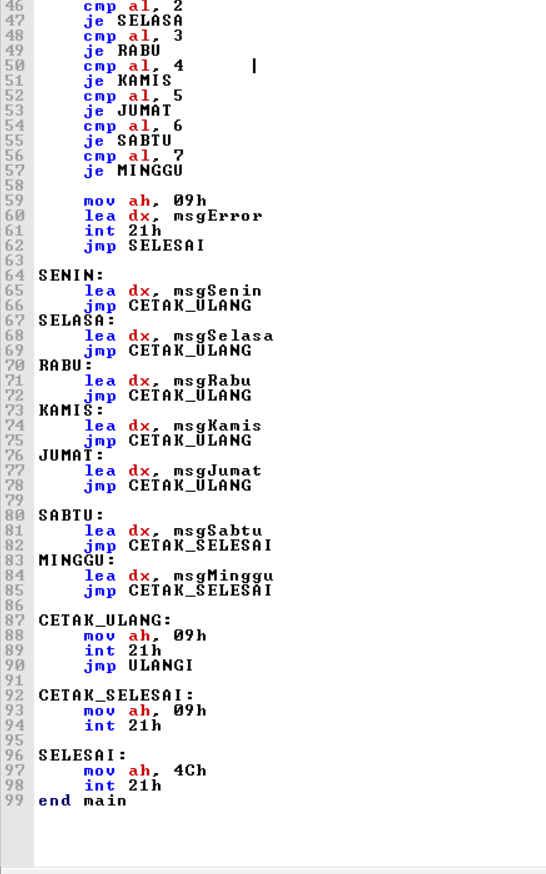 46 cmp al, 2
47 je SELASA
48 cmp al, 3
49 je RABU
50 cmp al, 4
51 je KAMIS
52 cmp al, 5
53 je JUMAT
54 cmp al, 6
55 je SABTU
56 cmp al, 7
57 je MINGGU
58
59 mov ah, 09h
60 lea dx, msgError
61 int 21h
62 jmp SELESAI
63
64 SENIN:
65 lea dx, msgSenin
66 jmp CETAK_ULANG
67 SELASA:
68 lea dx, msgSelasa
69 jmp CETAK_ULANG
70 RABU:
71 lea dx, msgRabu
72 jmp CETAK_ULANG
73 KAMIS:
74 lea dx, msgKamis
75 jmp CETAK_ULANG
76 JUMAT:
77 lea dx, msgJumat
78 jmp CETAK_ULANG
79
80 SABTU:
81 lea dx, msgSabtu
82 jmp CETAK_SELESAI
83 MINGGU:
84 lea dx, msgMinggu
85 jmp CETAK_SELESAI
86
87 CETAK_ULANG:
88 mov ah, 09h
89 int 21h
90 jmp ULANGI
91
92 CETAK_SELESAI:
93 mov ah, 09h
94 int 21h
95
96 SELESAI:
97 mov ah, 4Ch
98 int 21h
99 end main